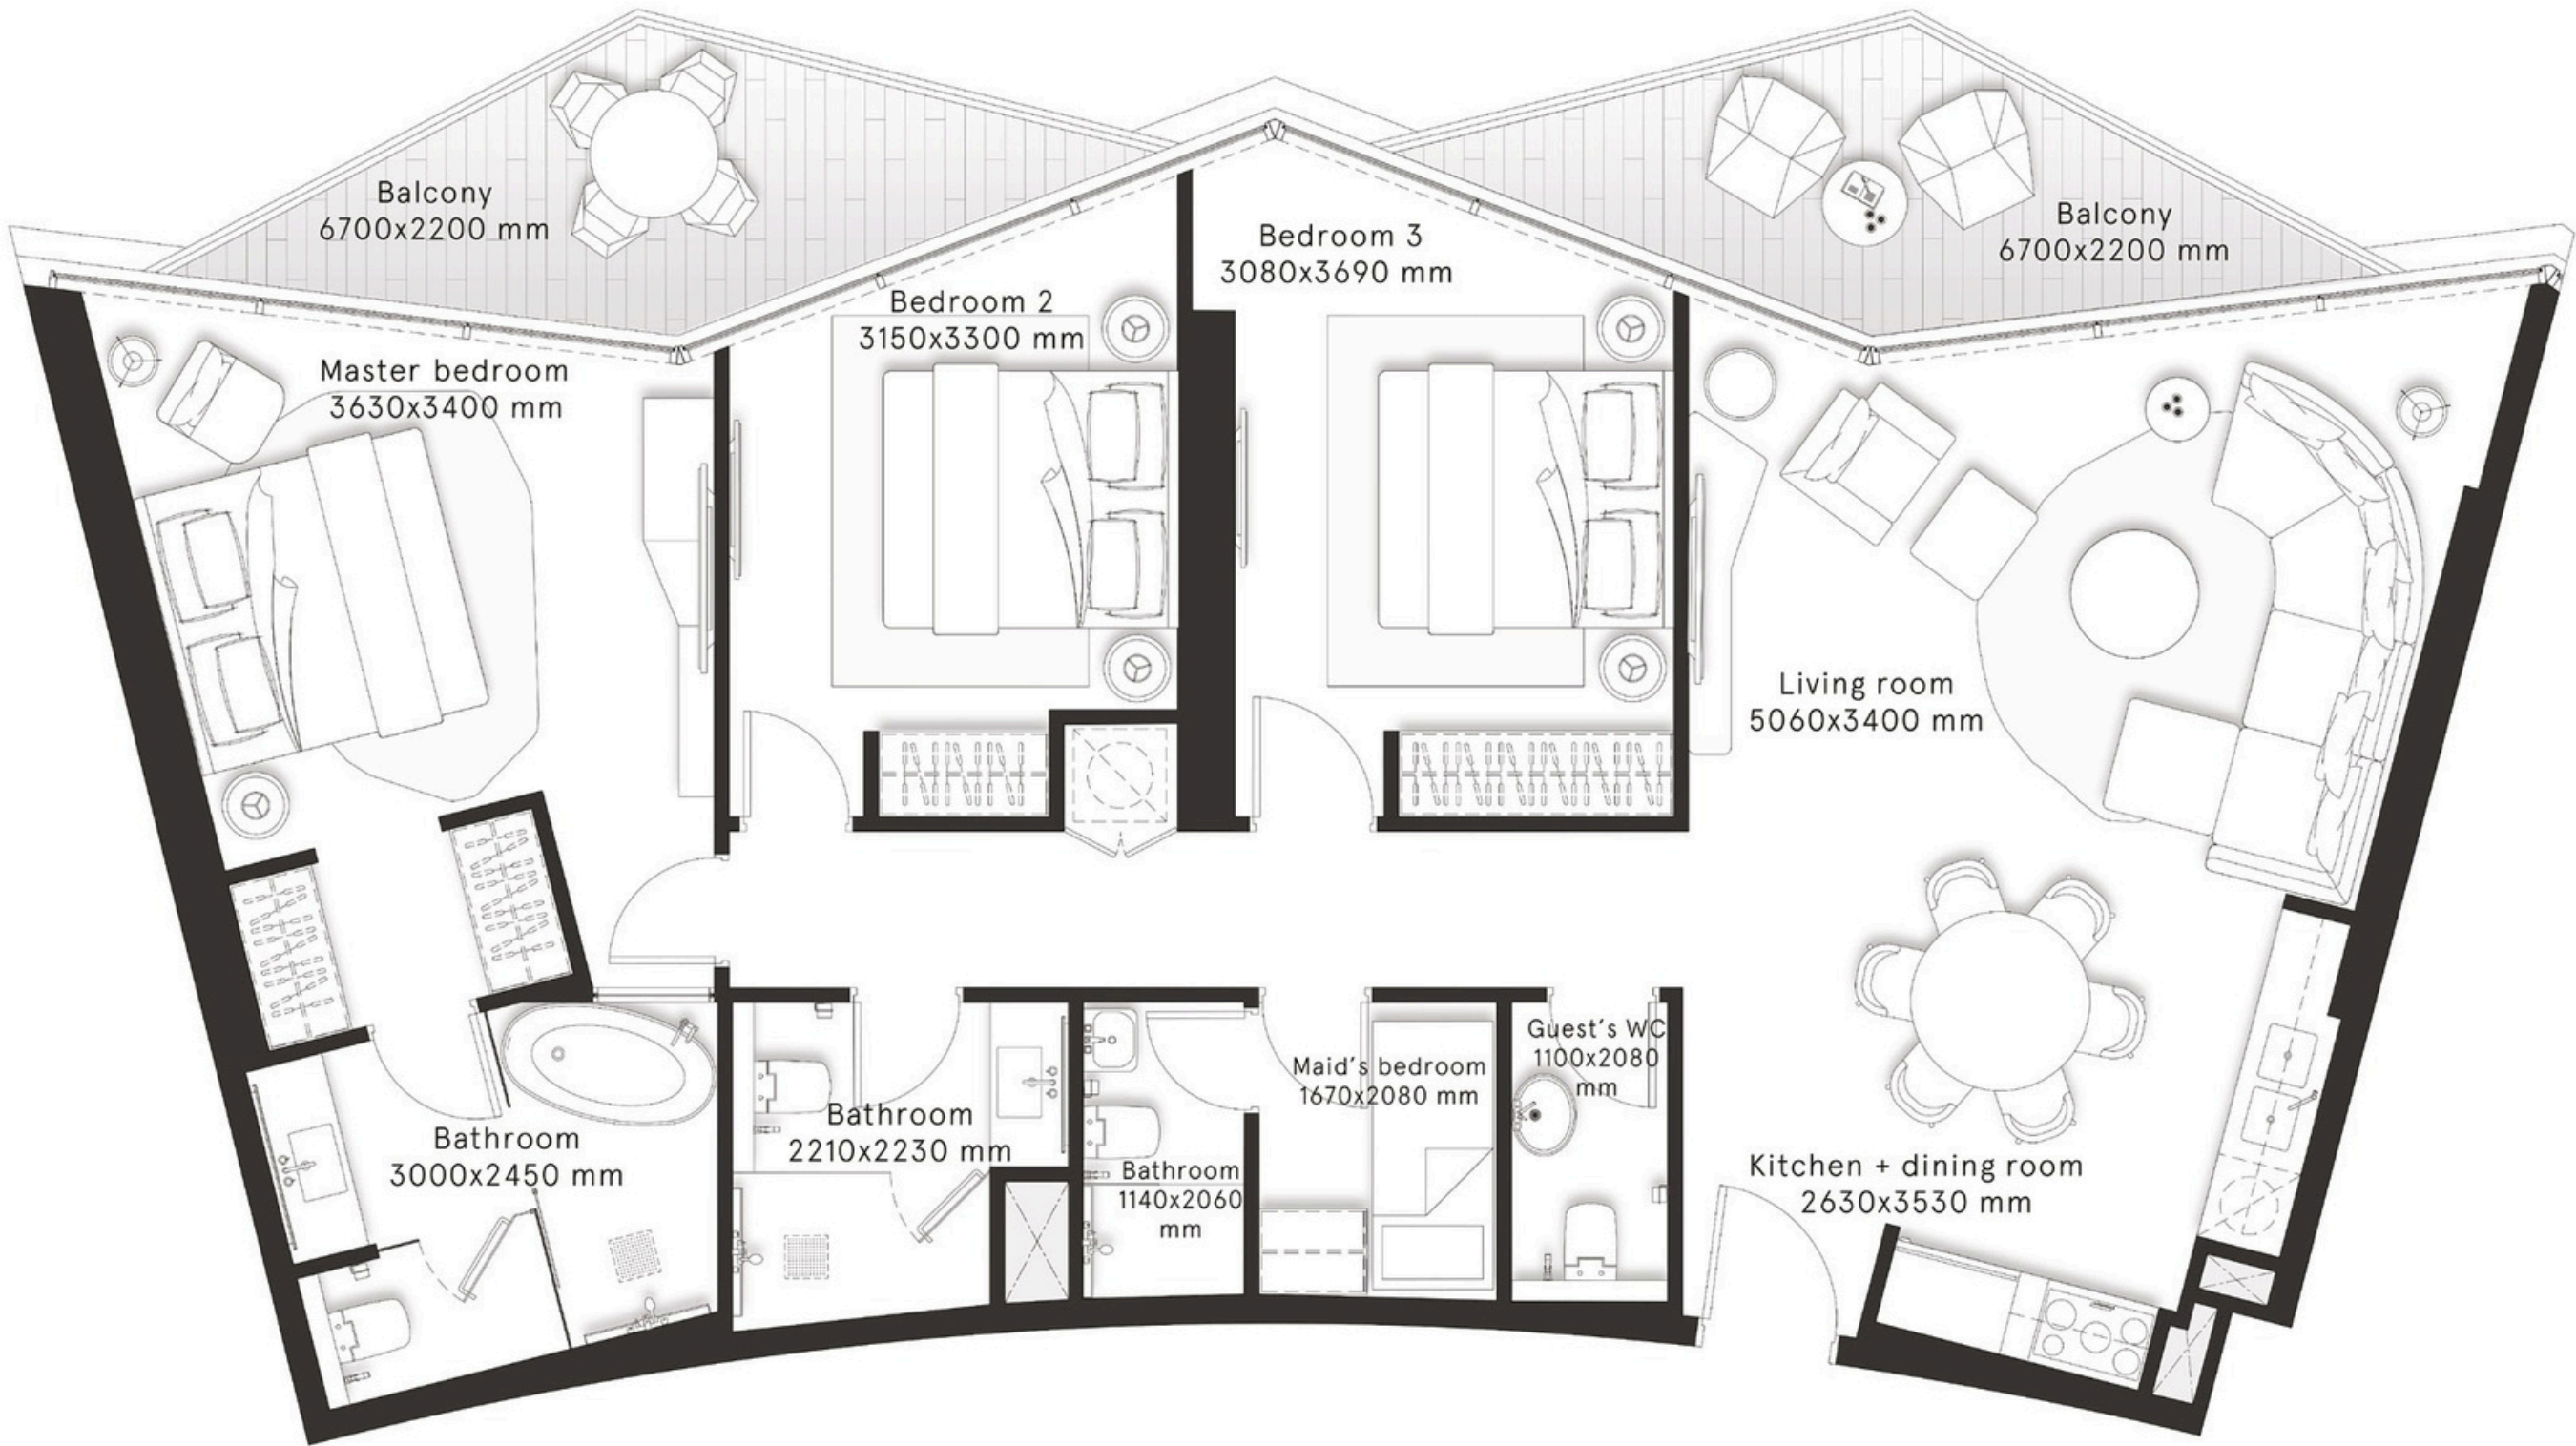 Balcony
6700x2200 mm
Balcony
6700x2200 mm
Bedroom 3
3080x3690 mm
Bedroom 2
3150x3300 mm
Master bedroom
3630x3400 mm
Living room
5060x3400 mm
Guest's WC
1100x2080
mm
Maid's bedroom
1670x2080 mm
Bathroom
2210x2230 mm
Bathroom
3000x2450 mm
Bathroom
1140x2060
mm
Kitchen + dining room
2630x3530 mm